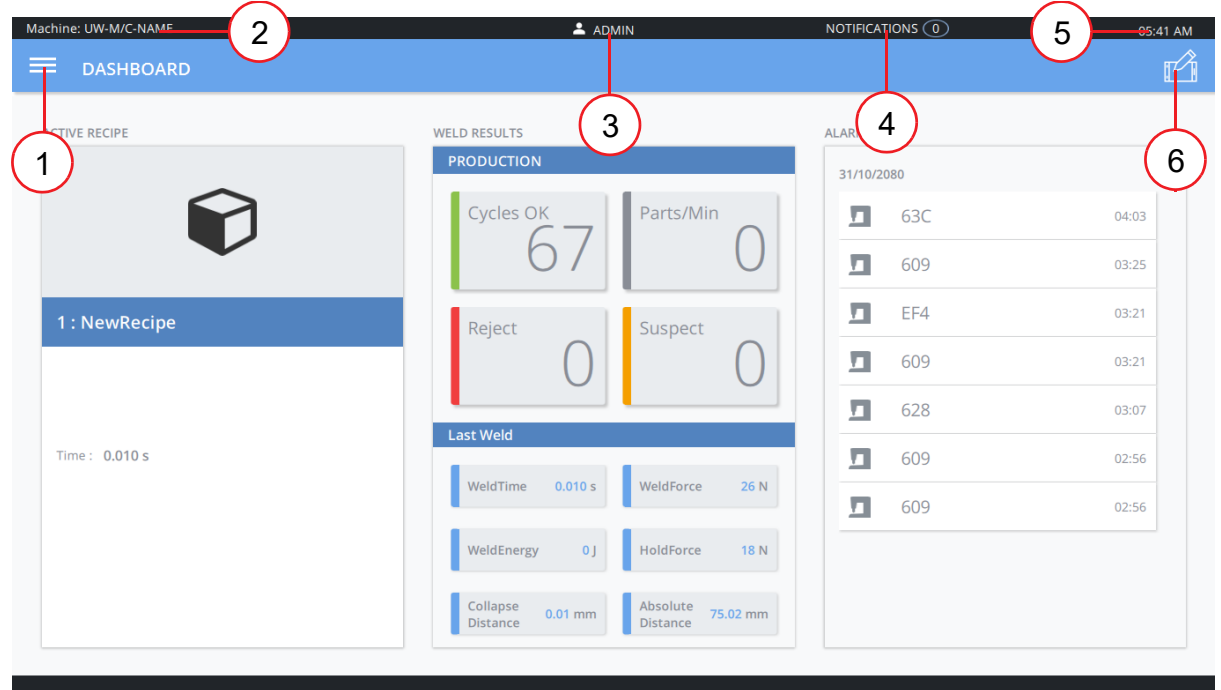 Machine: UW-M/C-NAME
2
ADMIN
NOTIFICATIONS 0
5
05:41 AM
DASHBOARD
1
3
4
6
ACTIVE RECIPE
1 : NewRecipe
Time : 0.010 s
WELD RESULTS
PRODUCTION
Cycles OK
67
Parts/Min
0
Reject
0
Suspect
0
Last Weld
WeldTime 0.010 s
WeldForce 26 N
WeldEnergy 0 J
HoldForce 18 N
Collapse
Distance 0.01 mm
Absolute
Distance 75.02 mm
31/10/2080
63C 04:03
609 03:25
EF4 03:21
609 03:21
628 03:07
609 02:56
609 02:56